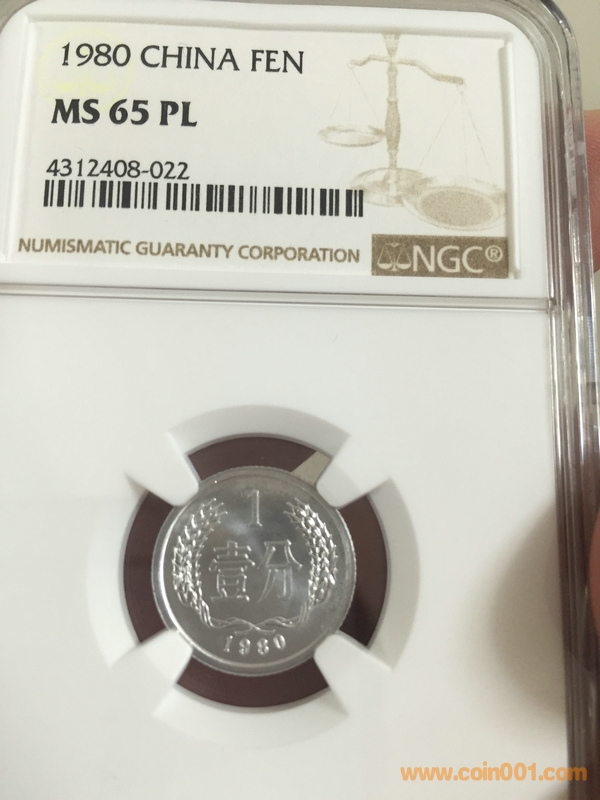 1980 CHINA FEN
MS 65 PL
4312408-022
NUMISMATIC GUARANTY CORPORATION
NGC®
1
壹分
1980
www.coin001.com